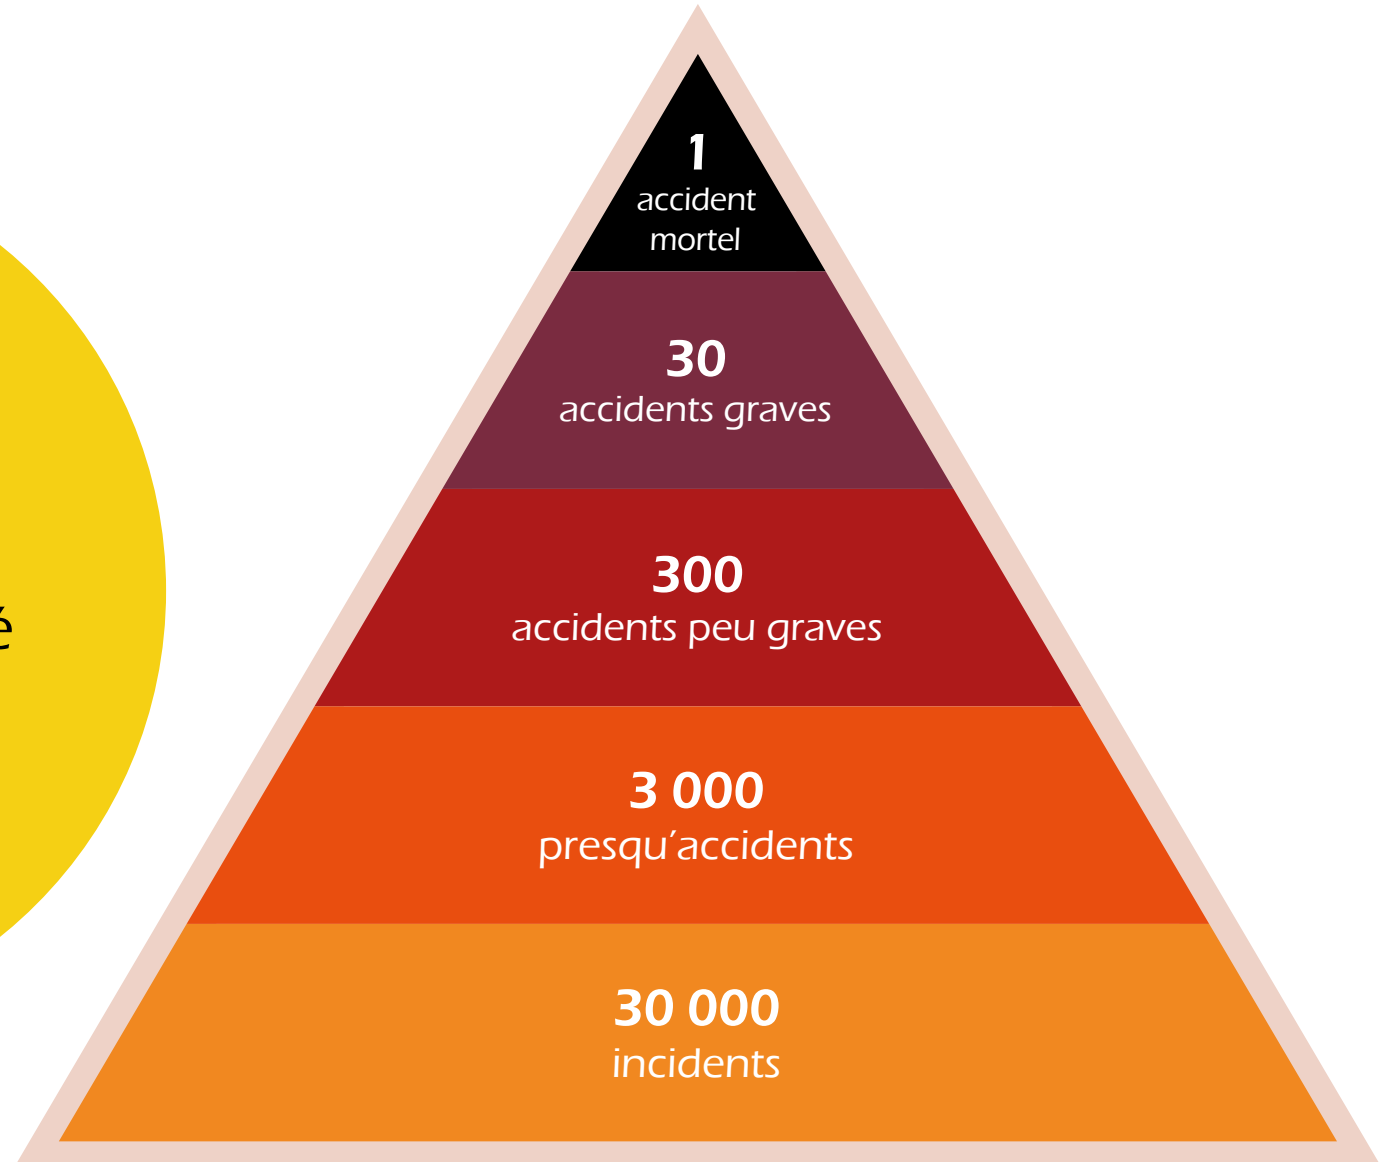 1
accident
mortel
30
accidents graves
300
accidents peu graves
é
3 000
presqu’accidents
30 000
incidents